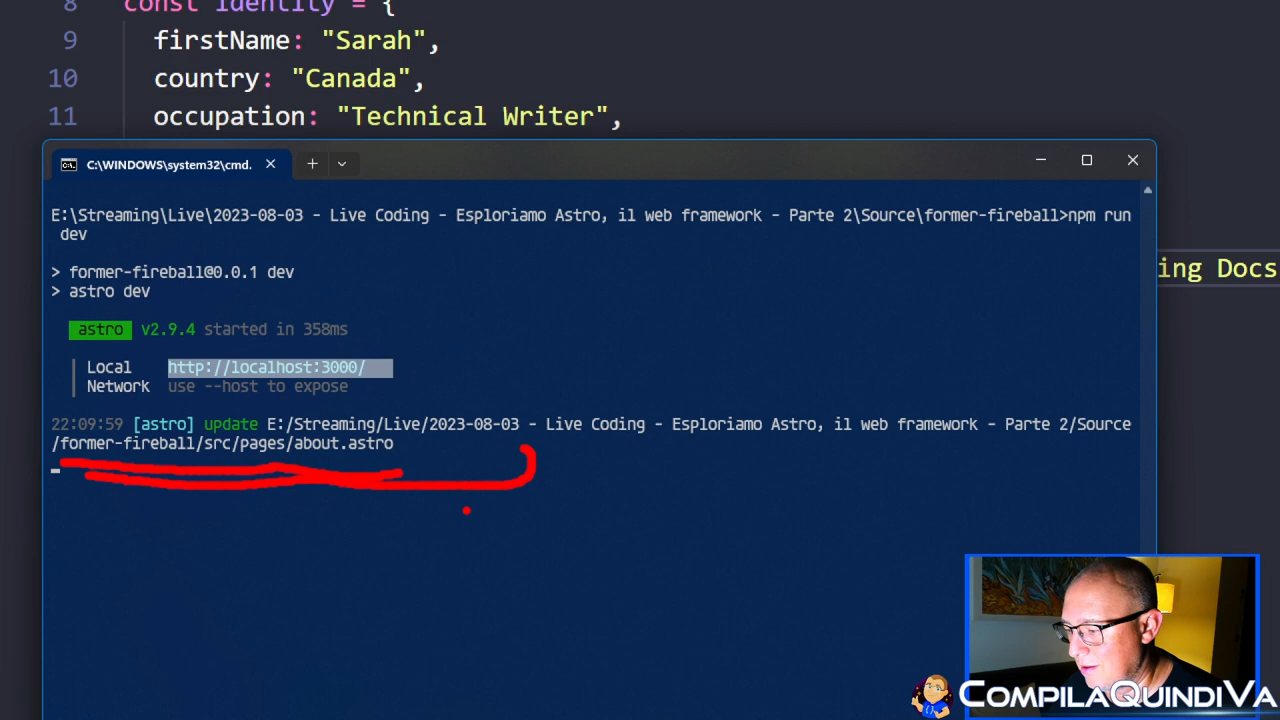 8 const identity = {
9 firstName: "Sarah",
10 country: "Canada",
11 occupation: "Technical Writer",
C:\WINDOWS\system32\cmd.
E:\Streaming\Live\2023-08-03 - Live Coding - Esploriamo Astro, il web framework - Parte 2\Source\former-fireball>npm run
dev
ing Docs
> former-fireball@0.0.1 dev
> astro dev
astro v2.9.4 started in 358ms
Local http://localhost:3000/
Network use --host to expose
22:09:59 [astro] update E:/Streaming/Live/2023-08-03 - Live Coding - Esploriamo Astro, il web framework - Parte 2/Source
/former-fireball/src/pages/about.astro
COMPILAQUINDIVA